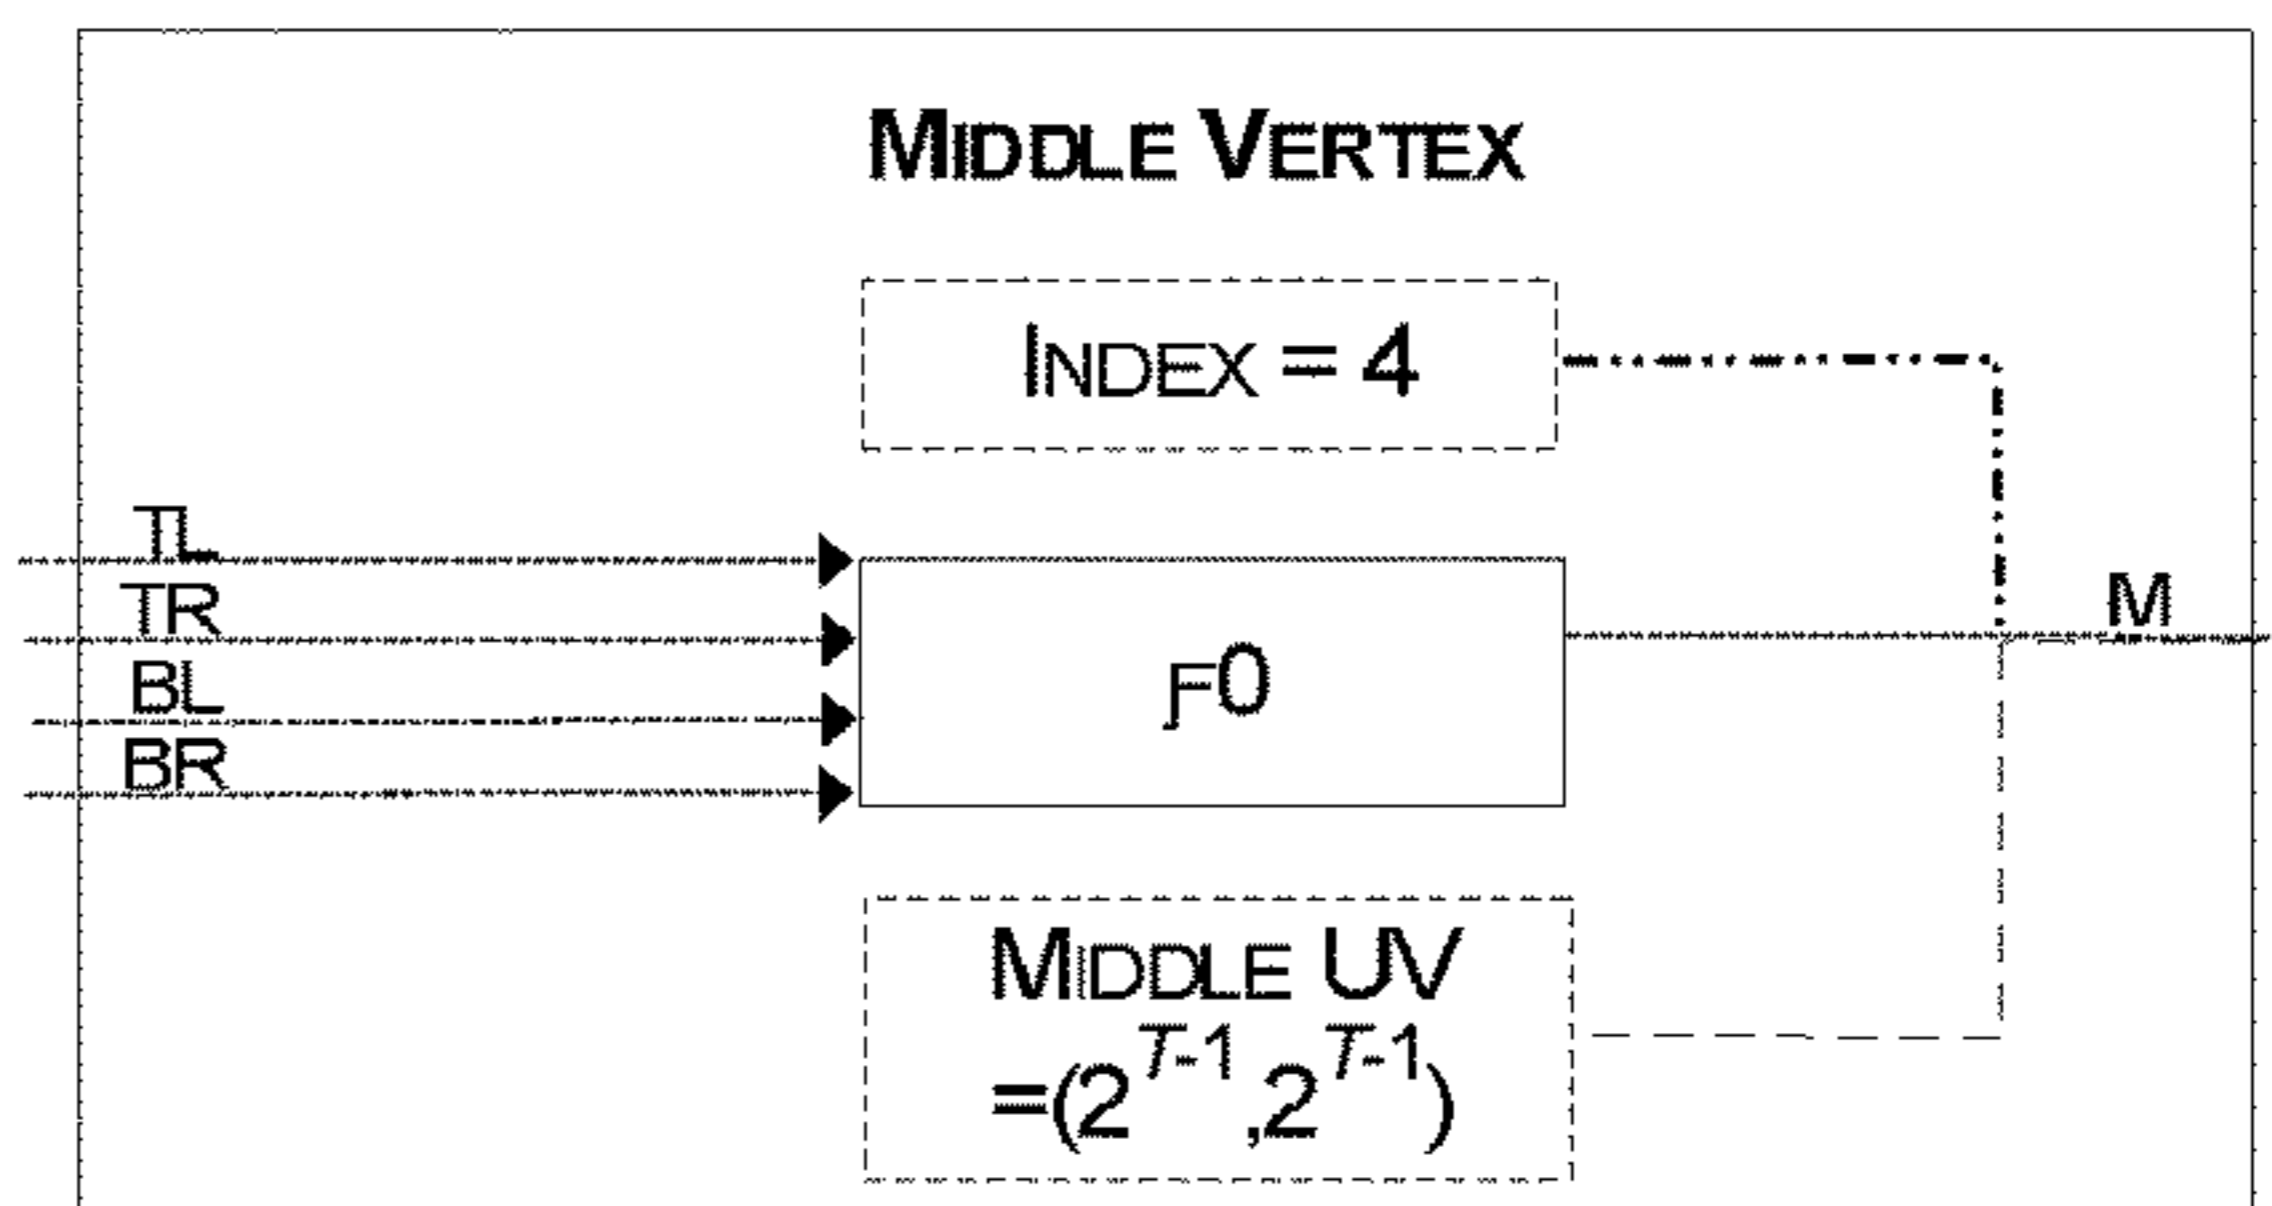 MIDDLE VERTEX
INDEX = 4
TL
TR
BL
BR
f0
M
MIDDLE UV
=(2^T-1,2^T-1)